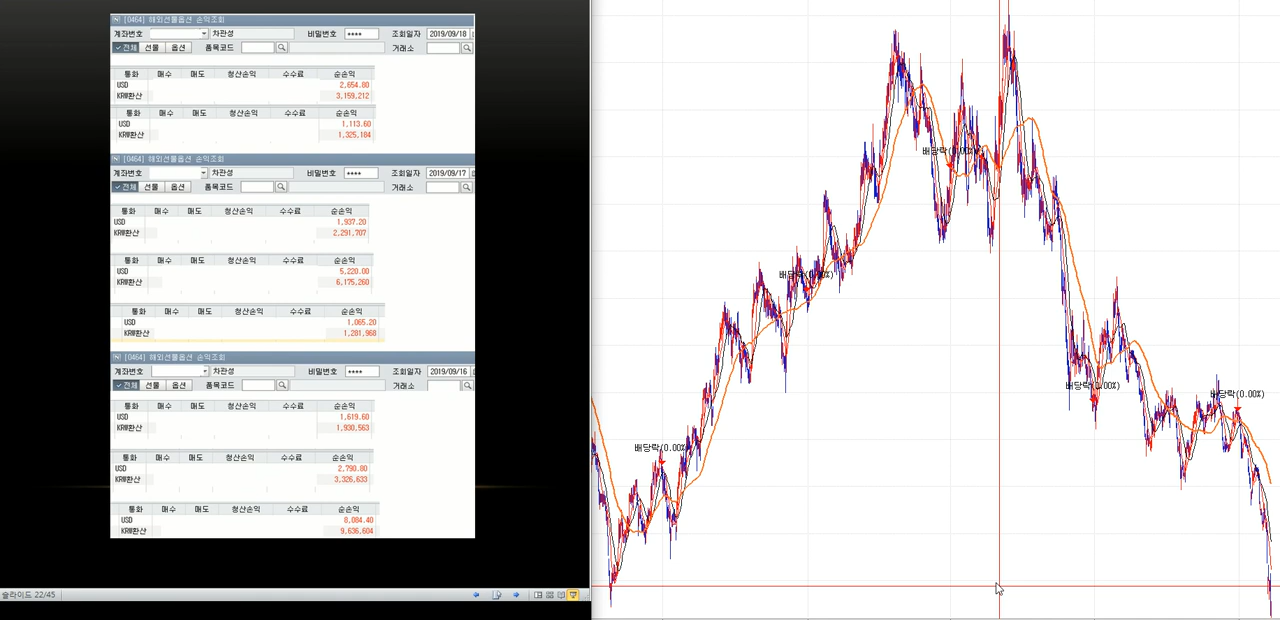 [0464] 해외선물옵션 손익조회
계좌번호 차관성 비밀번호 **** 조회일자 2019/09/18
✓전체 선물 옵션 품목코드 거래소
통화 매수 매도 청산손익 수수료 순손익
USD 2,654.80
KRW환산 3,159,212
통화 매수 매도 청산손익 수수료 순손익
USD 1,113.60
KRW환산 1,325,184
[0464] 해외선물옵션 손익조회
계좌번호 차관성 비밀번호 **** 조회일자 2019/09/17
✓전체 선물 옵션 품목코드 거래소
통화 매수 매도 청산손익 수수료 순손익
USD 1,937.20
KRW환산 2,291,707
통화 매수 매도 청산손익 수수료 순손익
USD 5,220.00
KRW환산 6,175,260
통화 매수 매도 청산손익 수수료 순손익
USD 1,065.20
KRW환산 1,281,968
[0464] 해외선물옵션 손익조회
계좌번호 차관성 비밀번호 **** 조회일자 2019/09/16
✓전체 선물 옵션 품목코드 거래소
통화 매수 매도 청산손익 수수료 순손익
USD 1,619.60
KRW환산 1,930,563
통화 매수 매도 청산손익 수수료 순손익
USD 2,790.80
KRW환산 3,326,633
통화 매수 매도 청산손익 수수료 순손익
USD 8,084.40
KRW환산 9,636,604
슬라이드 22/45
배당락(0.00%)
배당락(0.00%)
배당락(0.00%)
배당락(0.00%)
배당락(0.00%)